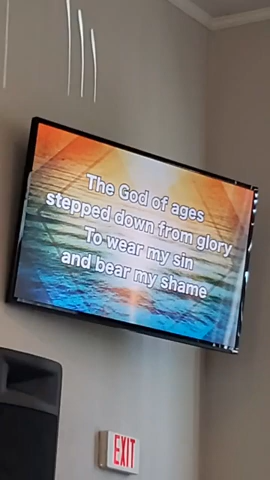 The God of ages
stepped down from glory
To wear my sin
and bear my shame
EXIT